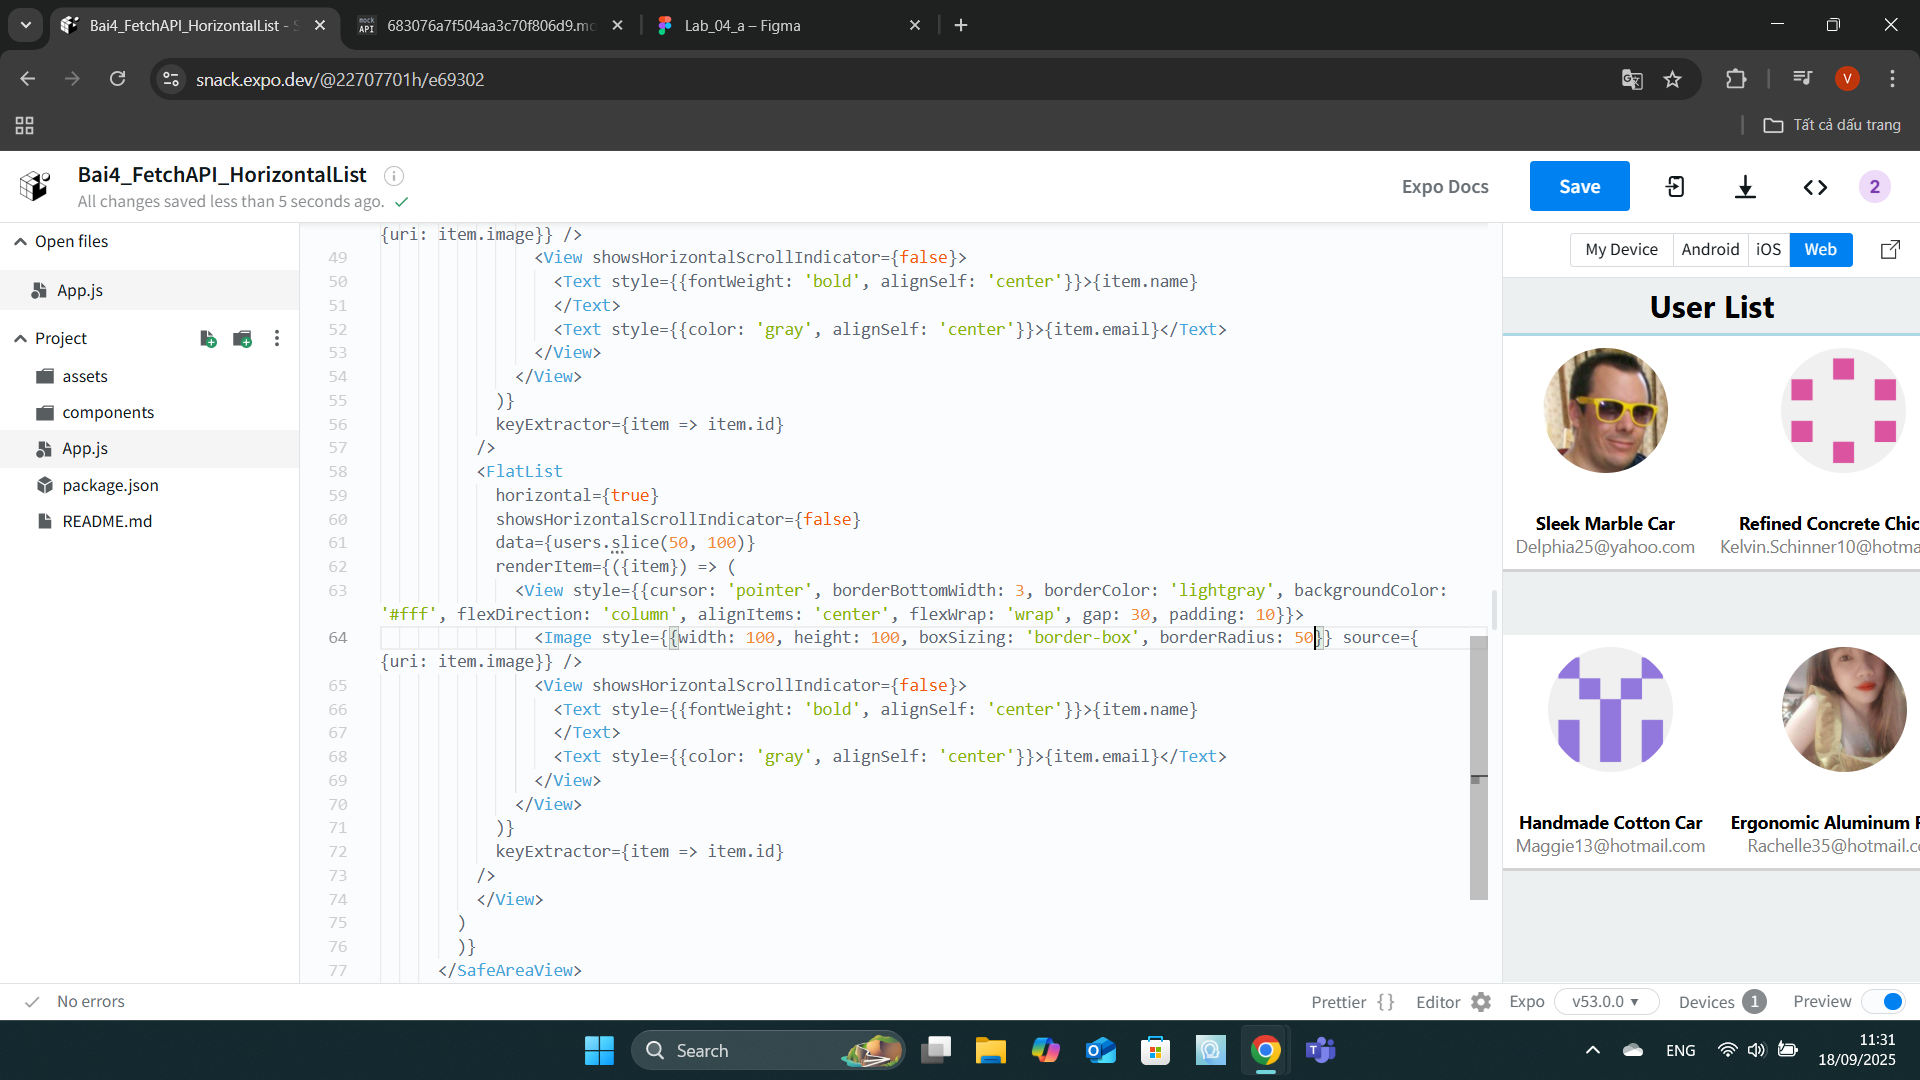 Bai4_FetchAPI_HorizontalList - S
683076a7f504aa3c70f806d9.mo
Lab_04_a – Figma
snack.expo.dev/@22707701h/e69302
V
Tất cả dấu trang
Bai4_FetchAPI_HorizontalList
All changes saved less than 5 seconds ago.
Expo Docs
Save
2
Open files
App.js
Project
assets
components
App.js
package.json
README.md
{uri: item.image}} />
49 <View showsHorizontalScrollIndicator={false}>
50 <Text style={{fontWeight: 'bold', alignSelf: 'center'}}>{item.name}
51 </Text>
52 <Text style={{color: 'gray', alignSelf: 'center'}}>{item.email}</Text>
53 </View>
54 </View>
55 )}
56 keyExtractor={item => item.id}
57 />
58 <FlatList
59 horizontal={true}
60 showsHorizontalScrollIndicator={false}
61 data={users.slice(50, 100)}
62 renderItem={({item}) => (
63 <View style={{cursor: 'pointer', borderBottomWidth: 3, borderColor: 'lightgray', backgroundColor:
'#fff', flexDirection: 'column', alignItems: 'center', flexWrap: 'wrap', gap: 30, padding: 10}}>
64 <Image style={{width: 100, height: 100, boxSizing: 'border-box', borderRadius: 50}} source={
{uri: item.image}} />
65 <View showsHorizontalScrollIndicator={false}>
66 <Text style={{fontWeight: 'bold', alignSelf: 'center'}}>{item.name}
67 </Text>
68 <Text style={{color: 'gray', alignSelf: 'center'}}>{item.email}</Text>
69 </View>
70 </View>
71 )}
72 keyExtractor={item => item.id}
73 />
74 </View>
75 )
76 )}
77 </SafeAreaView>
My Device
Android
iOS
Web
User List
Sleek Marble Car
Delphia25@yahoo.com
Refined Concrete Chic
Kelvin.Schinner10@hotma
Handmade Cotton Car
Maggie13@hotmail.com
Ergonomic Aluminum
Rachelle35@hotmail.c
No errors
Prettier {}
Editor
Expo
v53.0.0
Devices 1
Preview
Search
ENG
11:31
18/09/2025